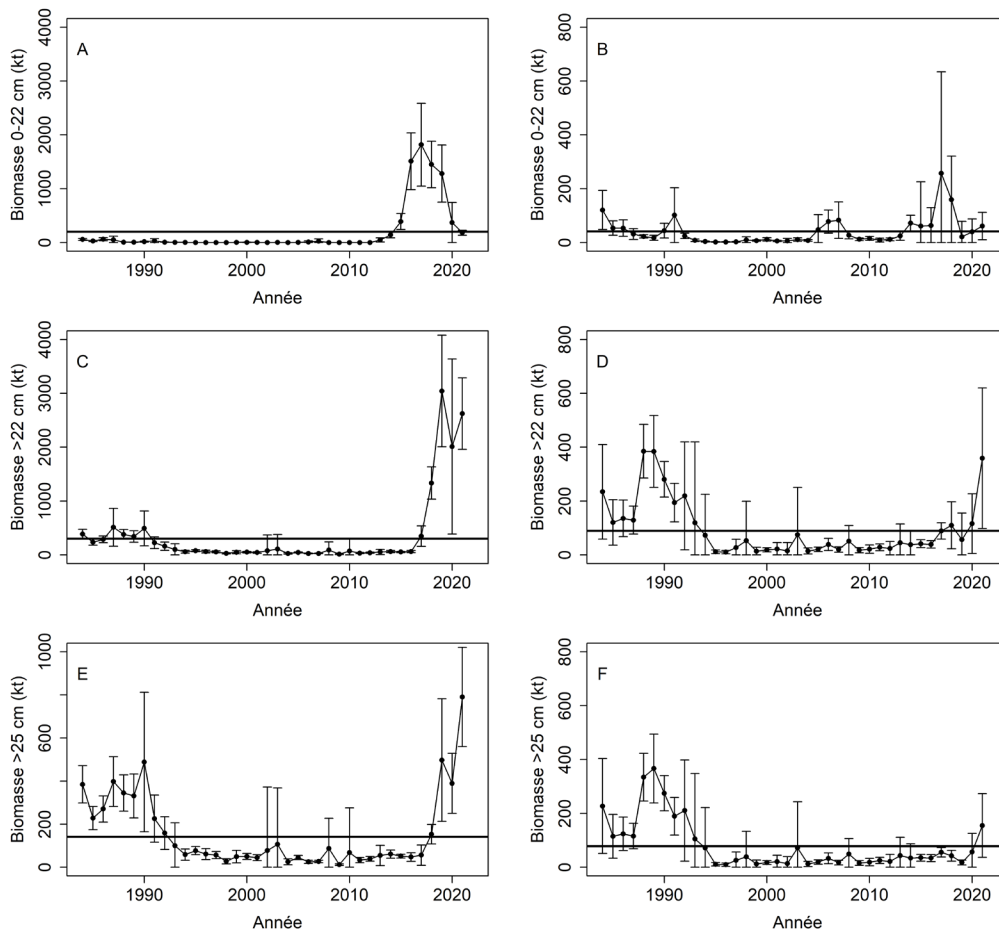 A
Biomasse 0-22 cm (kt)
0 1000 2000 3000 4000
1990 2000 2010 2020
Année
B
Biomasse 0-22 cm (kt)
0 200 400 600 800
1990 2000 2010 2020
Année
C
Biomasse >22 cm (kt)
0 1000 2000 3000 4000
1990 2000 2010 2020
Année
D
Biomasse >22 cm (kt)
0 200 400 600 800
1990 2000 2010 2020
Année
E
Biomasse >25 cm (kt)
0 200 600 1000
1990 2000 2010 2020
Année
F
Biomasse >25 cm (kt)
0 200 400 600 800
1990 2000 2010 2020
Année